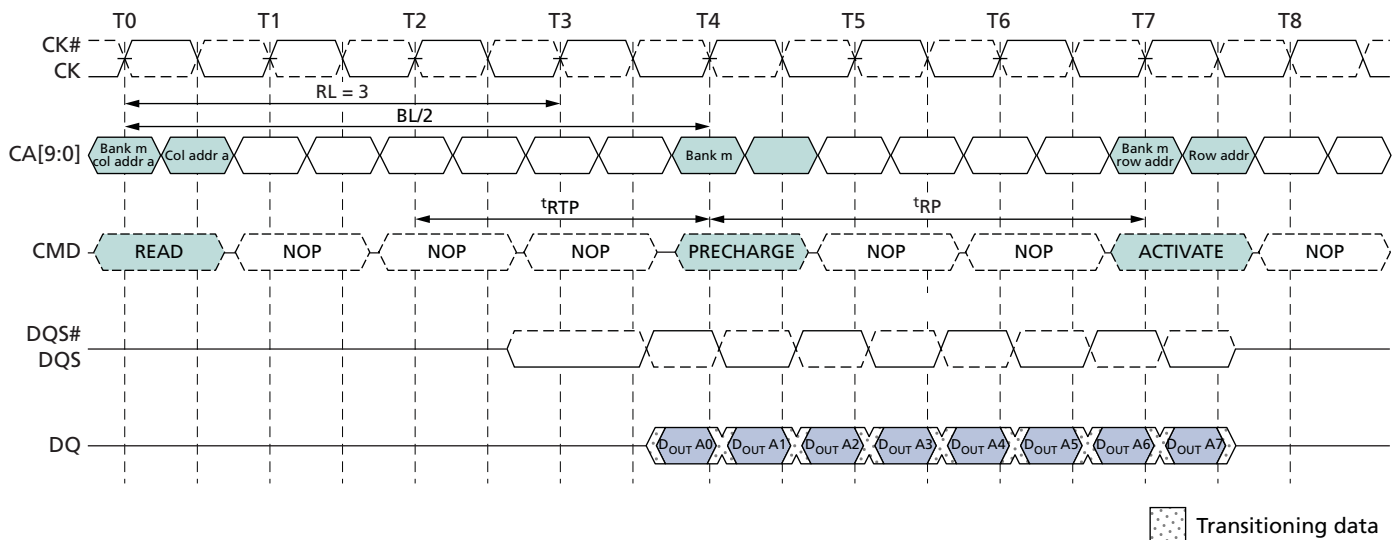 T0 T1 T2 T3 T4 T5 T6 T7 T8
CK#
CK
RL = 3
BL/2
CA[9:0]
Bank m
col addr a
Col addr a
Bank m
Bank m
row addr
Row addr
tRTP
tRP
CMD
READ NOP NOP NOP PRECHARGE NOP NOP ACTIVATE NOP
DQS#
DQS
DQ
DOUT A0 DOUT A1 DOUT A2 DOUT A3 DOUT A4 DOUT A5 DOUT A6 DOUT A7
Transitioning data